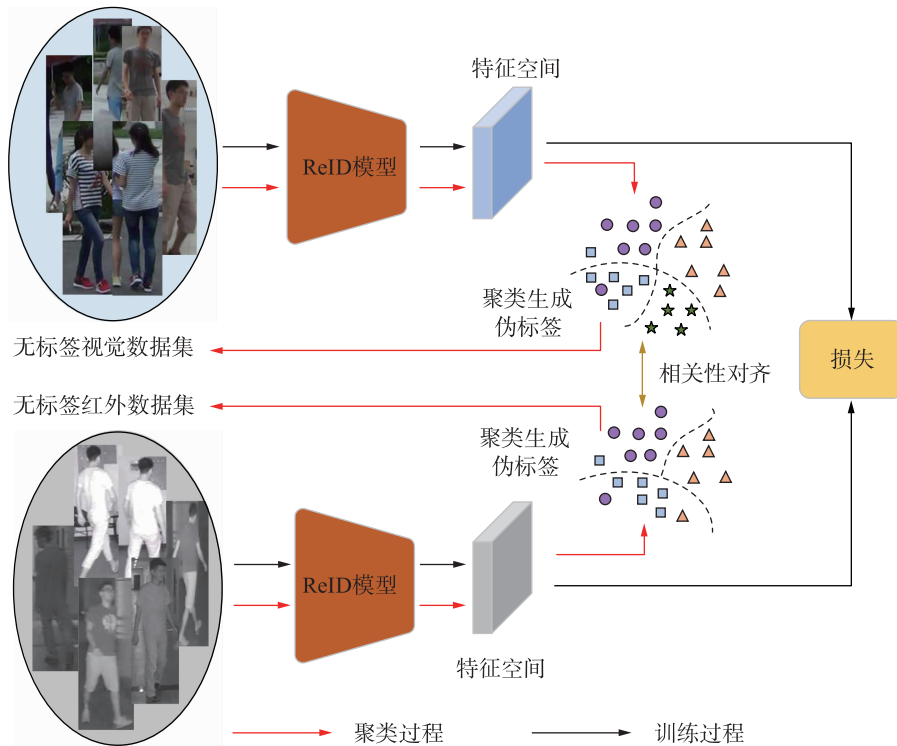 特征空间
ReID模型
聚类生成
伪标签
无标签视觉数据集
损失
相关性对齐
无标签红外数据集
聚类生成
伪标签
ReID模型
特征空间
聚类过程
训练过程